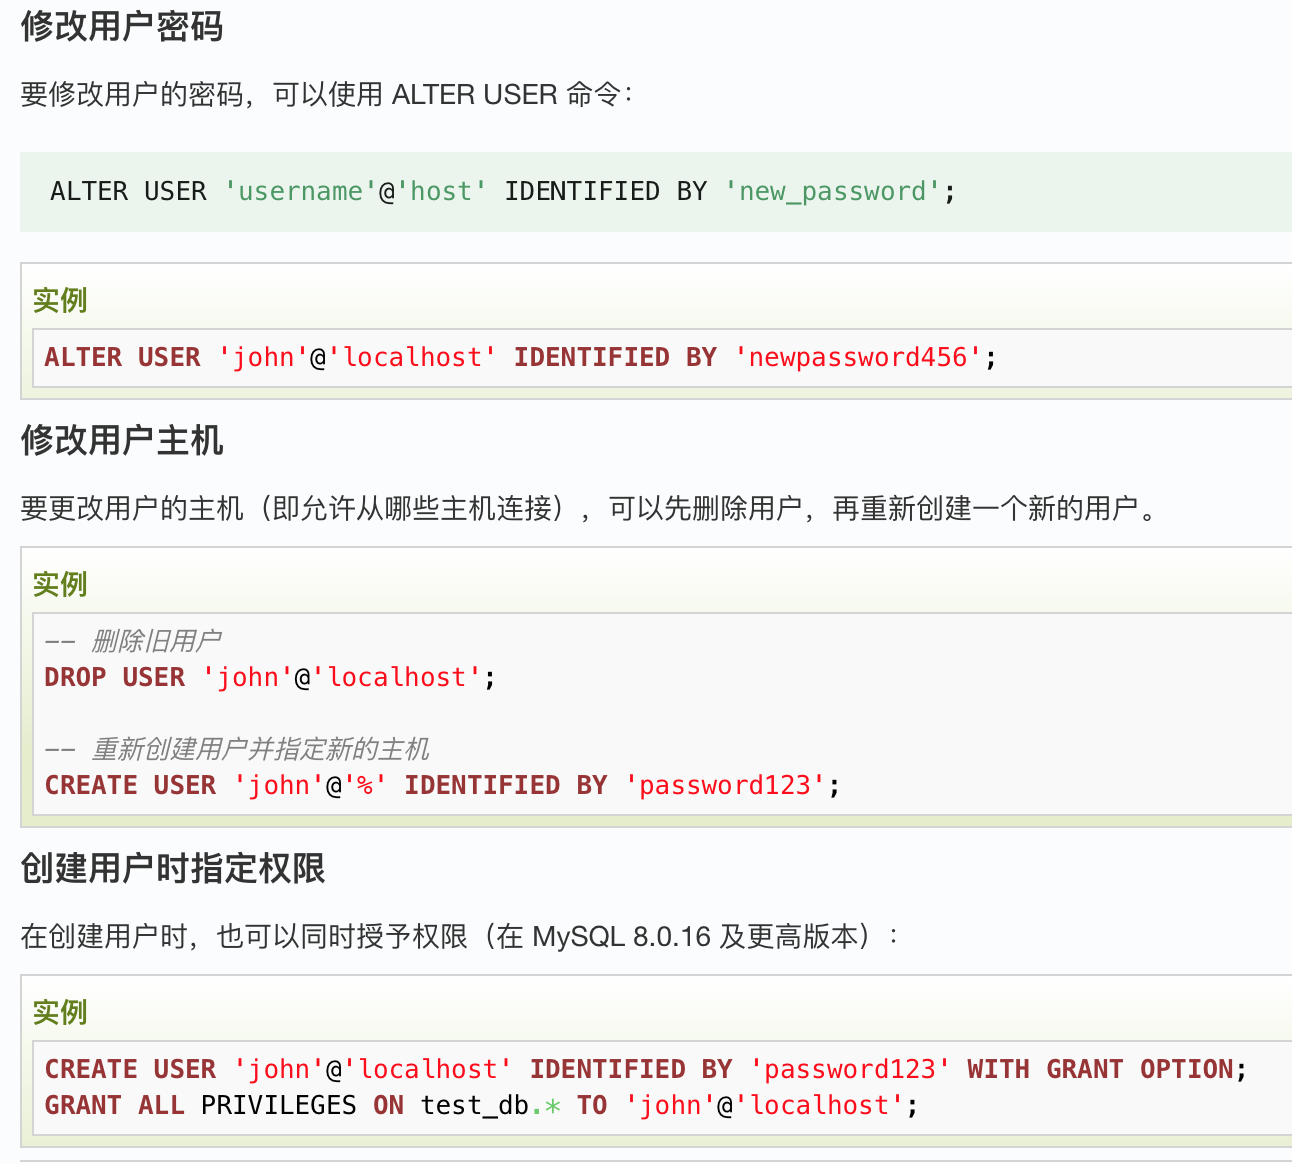 修改用户密码
要修改用户的密码，可以使用 ALTER USER 命令：
ALTER USER 'username'@'host' IDENTIFIED BY 'new_password';
实例
ALTER USER 'john'@'localhost' IDENTIFIED BY 'newpassword456';
修改用户主机
要更改用户的主机（即允许从哪些主机连接），可以先删除用户，再重新创建一个新的用户。
实例
-- 删除旧用户
DROP USER 'john'@'localhost';
-- 重新创建用户并指定新的主机
CREATE USER 'john'@'%' IDENTIFIED BY 'password123';
创建用户时指定权限
在创建用户时，也可以同时授予权限（在 MySQL 8.0.16 及更高版本）：
实例
CREATE USER 'john'@'localhost' IDENTIFIED BY 'password123' WITH GRANT OPTION;
GRANT ALL PRIVILEGES ON test_db.* TO 'john'@'localhost';